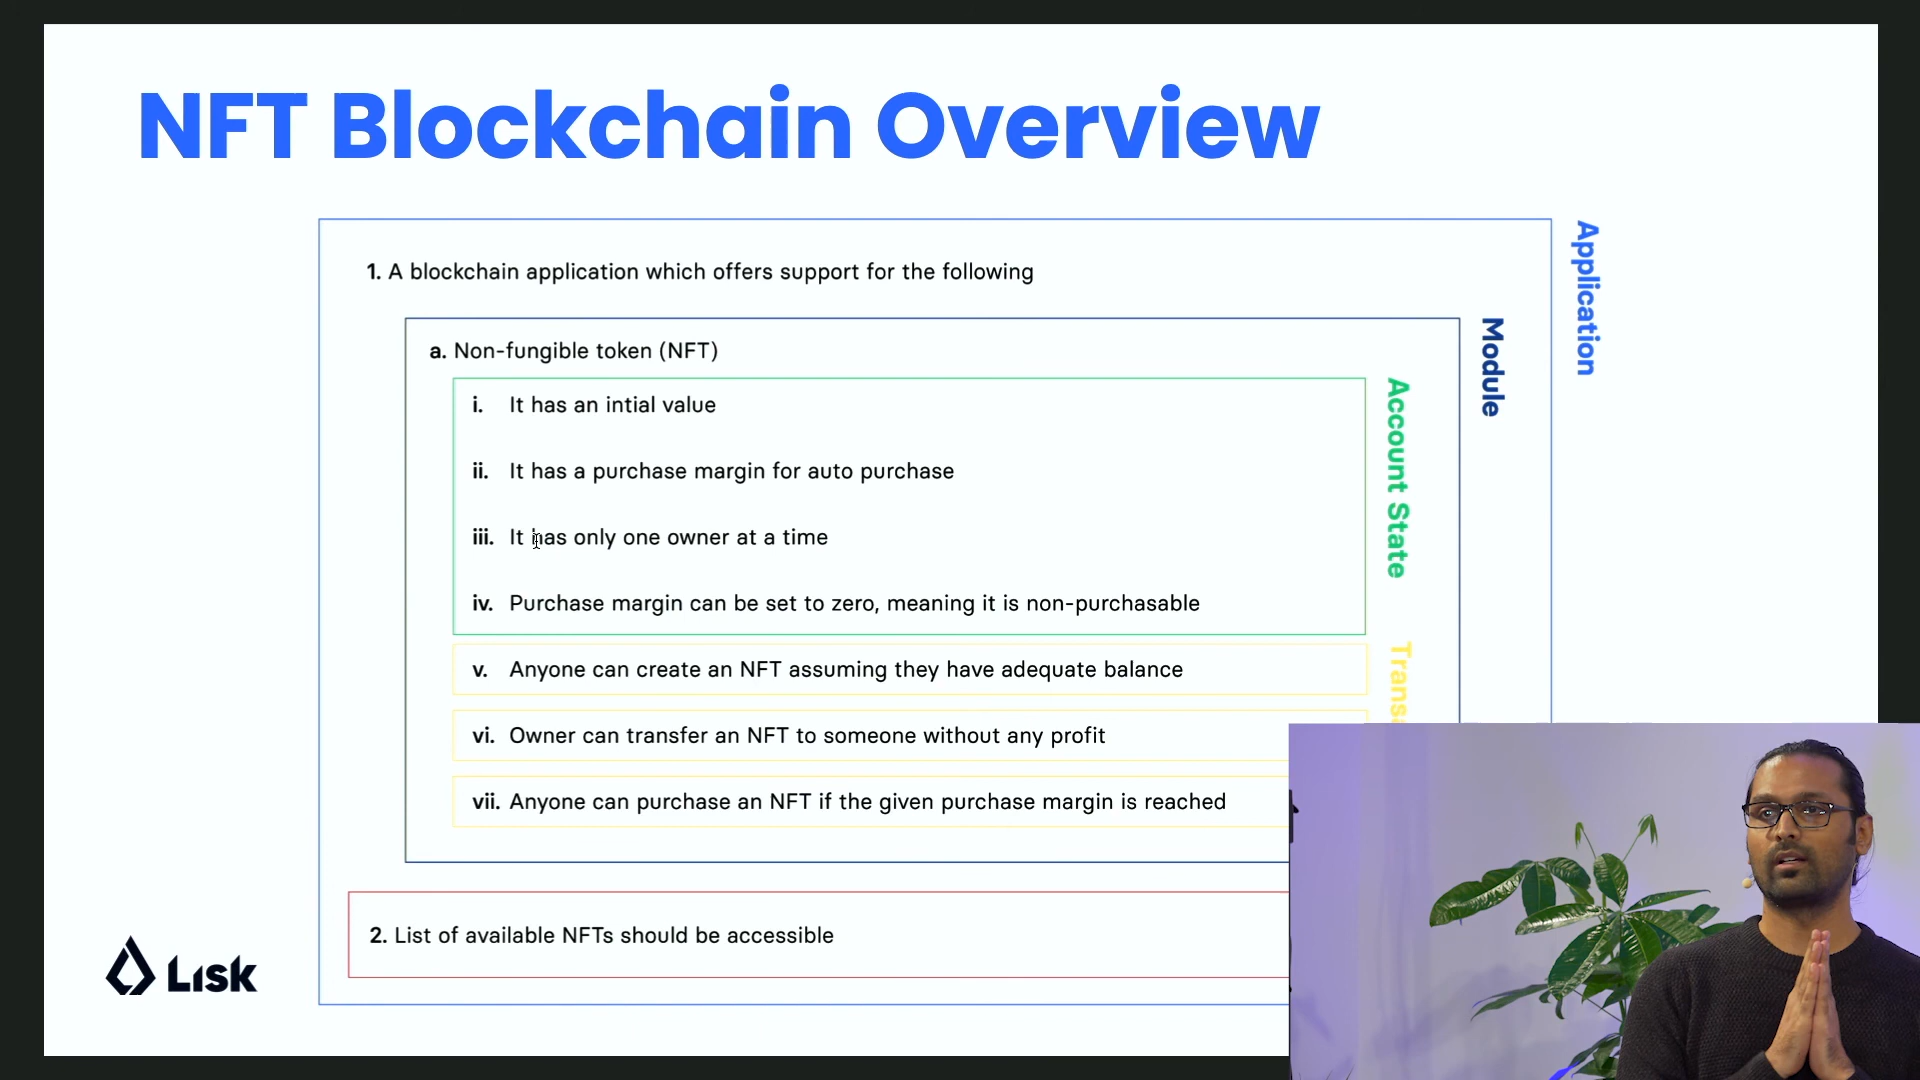 NFT Blockchain Overview
Application
1. A blockchain application which offers support for the following
Module
a. Non-fungible token (NFT)
Account State
i. It has an intial value
ii. It has a purchase margin for auto purchase
iii. It has only one owner at a time
iv. Purchase margin can be set to zero, meaning it is non-purchasable
v. Anyone can create an NFT assuming they have adequate balance
vi. Owner can transfer an NFT to someone without any profit
vii. Anyone can purchase an NFT if the given purchase margin is reached
2. List of available NFTs should be accessible
Lisk